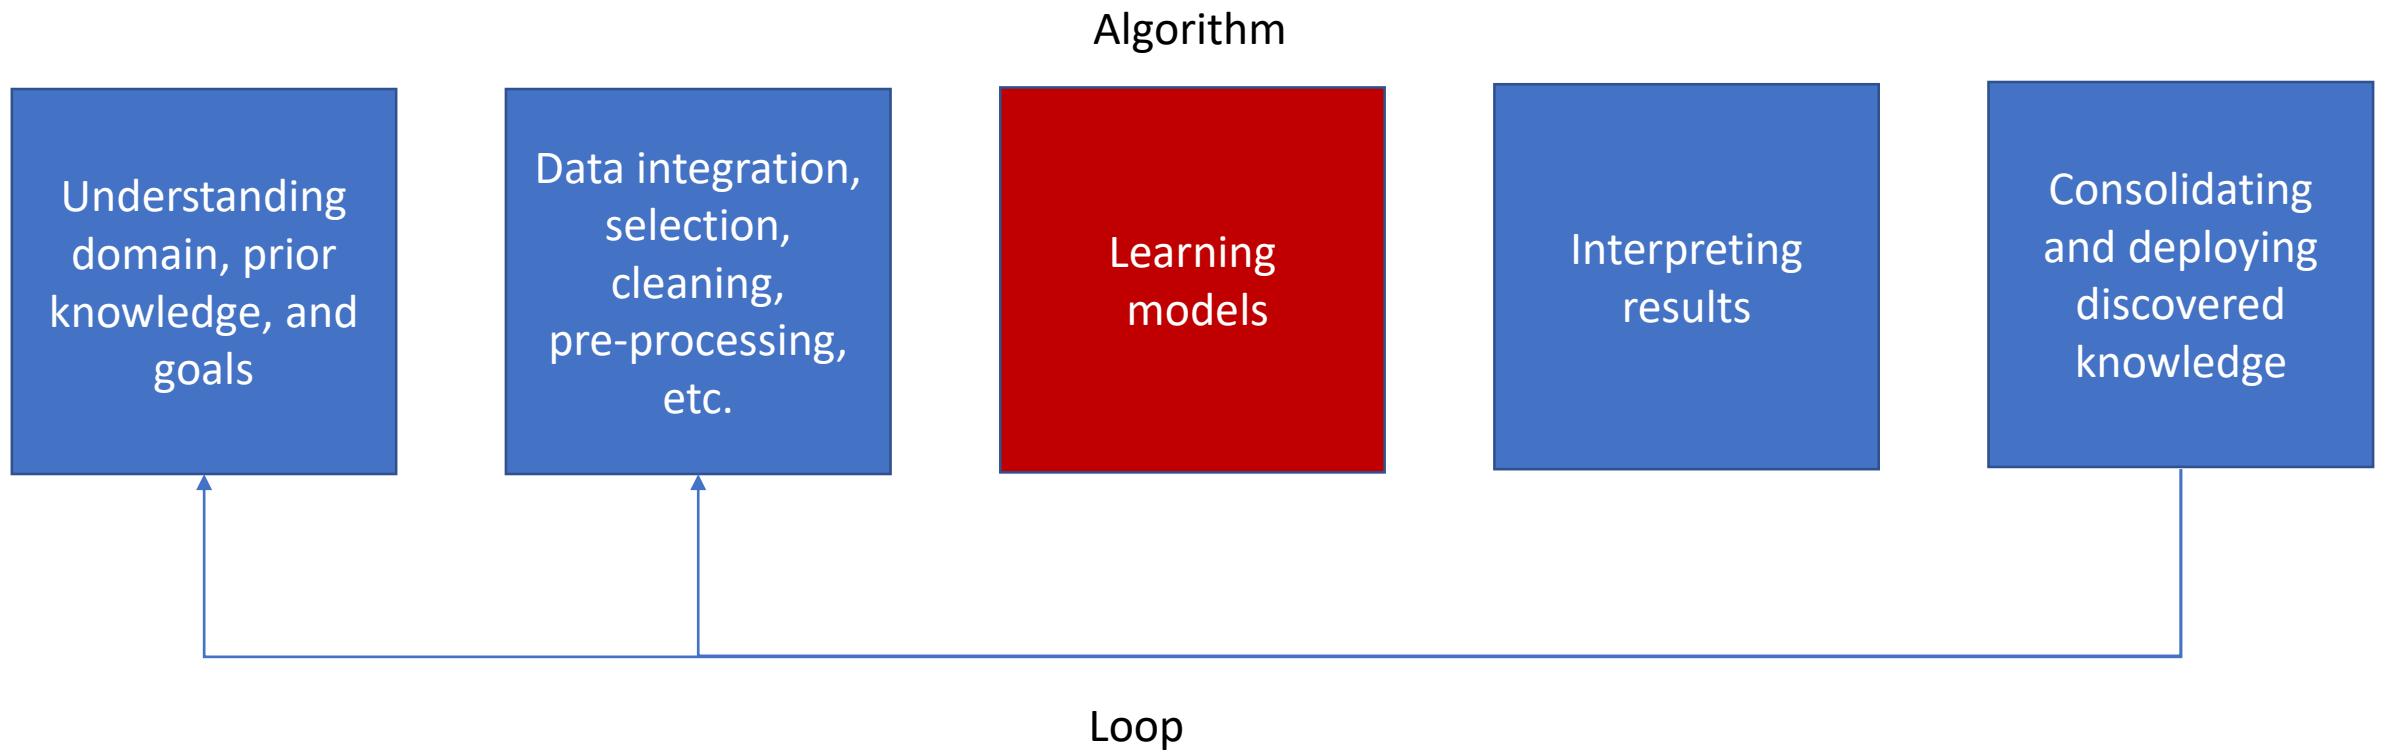 Algorithm
Understanding
domain, prior
knowledge, and
goals
Data integration,
selection,
cleaning,
pre-processing,
etc.
Learning
models
Interpreting
results
Consolidating
and deploying
discovered
knowledge
Loop